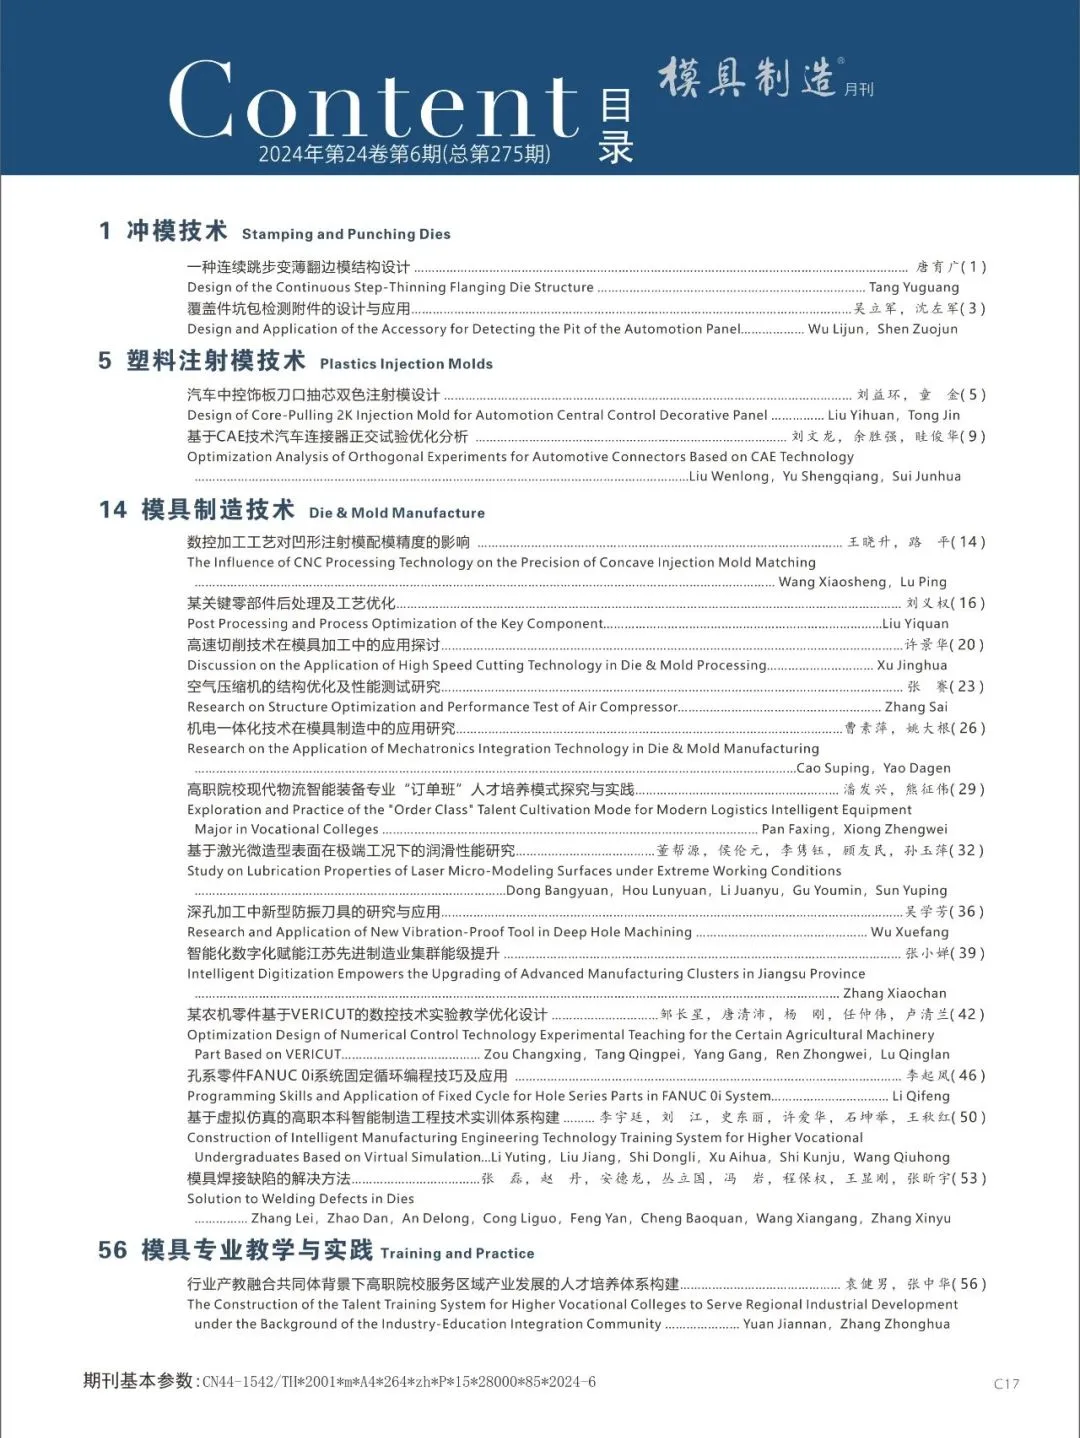 Content 目录
模具制造® 月刊
2024年第24卷第6期(总第275期)
1 冲模技术 Stamping and Punching Dies
一种连续跳步变薄翻边模结构设计 …… 唐育广(1)
Design of the Continuous Step-Thinning Flanging Die Structure …… Tang Yuguang
覆盖件坑包检测附件的设计与应用……吴立军，沈左军(3)
Design and Application of the Accessory for Detecting the Pit of the Automotion Panel…… Wu Lijun，Shen Zuojun
5 塑料注射模技术 Plastics Injection Molds
汽车中控饰板刀口抽芯双色注射模设计 …… 刘益环，童　金(5)
Design of Core-Pulling 2K Injection Mold for Automotion Central Control Decorative Panel …… Liu Yihuan，Tong Jin
基于CAE技术汽车连接器正交试验优化分析 …… 刘文龙，余胜强，眭俊华(9)
Optimization Analysis of Orthogonal Experiments for Automotive Connectors Based on CAE Technology
……Liu Wenlong，Yu Shengqiang，Sui Junhua
14 模具制造技术 Die & Mold Manufacture
数控加工工艺对凹形注射模配模精度的影响 …… 王晓升，路　平(14)
The Influence of CNC Processing Technology on the Precision of Concave Injection Mold Matching
…… Wang Xiaosheng，Lu Ping
某关键零部件后处理及工艺优化…… 刘义权(16)
Post Processing and Process Optimization of the Key Component……Liu Yiquan
高速切削技术在模具加工中的应用探讨……许景华(20)
Discussion on the Application of High Speed Cutting Technology in Die & Mold Processing…… Xu Jinghua
空气压缩机的结构优化及性能测试研究…… 张　赛(23)
Research on Structure Optimization and Performance Test of Air Compressor…… Zhang Sai
机电一体化技术在模具制造中的应用研究……曹素萍，姚大根(26)
Research on the Application of Mechatronics Integration Technology in Die & Mold Manufacturing
……Cao Suping，Yao Dagen
高职院校现代物流智能装备专业“订单班”人才培养模式探究与实践…… 潘发兴，熊征伟(29)
Exploration and Practice of the "Order Class" Talent Cultivation Mode for Modern Logistics Intelligent Equipment
Major in Vocational Colleges …… Pan Faxing，Xiong Zhengwei
基于激光微造型表面在极端工况下的润滑性能研究……董帮源，侯伦元，李隽钰，顾友民，孙玉萍(32)
Study on Lubrication Properties of Laser Micro-Modeling Surfaces under Extreme Working Conditions
……Dong Bangyuan，Hou Lunyuan，Li Juanyu，Gu Youmin，Sun Yuping
深孔加工中新型防振刀具的研究与应用……吴学芳(36)
Research and Application of New Vibration-Proof Tool in Deep Hole Machining …… Wu Xuefang
智能化数字化赋能江苏先进制造业集群能级提升 …… 张小婵(39)
Intelligent Digitization Empowers the Upgrading of Advanced Manufacturing Clusters in Jiangsu Province
…… Zhang Xiaochan
某农机零件基于VERICUT的数控技术实验教学优化设计 ……邹长星，唐清沛，杨　刚，任仲伟，卢清兰(42)
Optimization Design of Numerical Control Technology Experimental Teaching for the Certain Agricultural Machinery
Part Based on VERICUT…… Zou Changxing，Tang Qingpei，Yang Gang，Ren Zhongwei，Lu Qinglan
孔系零件FANUC 0i系统固定循环编程技巧及应用 …… 李起凤(46)
Programming Skills and Application of Fixed Cycle for Hole Series Parts in FANUC 0i System…… Li Qifeng
基于虚拟仿真的高职本科智能制造工程技术实训体系构建 ……李宇廷，刘　江，史东丽，许爱华，石坤举，王秋红(50)
Construction of Intelligent Manufacturing Engineering Technology Training System for Higher Vocational
Undergraduates Based on Virtual Simulation…Li Yuting，Liu Jiang，Shi Dongli，Xu Aihua，Shi Kunju，Wang Qiuhong
模具焊接缺陷的解决方法……张　磊，赵　丹，安德龙，丛立国，冯　岩，程保权，王显刚，张昕宇(53)
Solution to Welding Defects in Dies
…… Zhang Lei，Zhao Dan，An Delong，Cong Liguo，Feng Yan，Cheng Baoquan，Wang Xiangang，Zhang Xinyu
56 模具专业教学与实践 Training and Practice
行业产教融合共同体背景下高职院校服务区域产业发展的人才培养体系构建…… 袁健男，张中华(56)
The Construction of the Talent Training System for Higher Vocational Colleges to Serve Regional Industrial Development
under the Background of the Industry-Education Integration Community …… Yuan Jiannan，Zhang Zhonghua
期刊基本参数：CN44-1542/TH*2001*m*A4*264*zh*P*15*28000*85*2024-6
C17